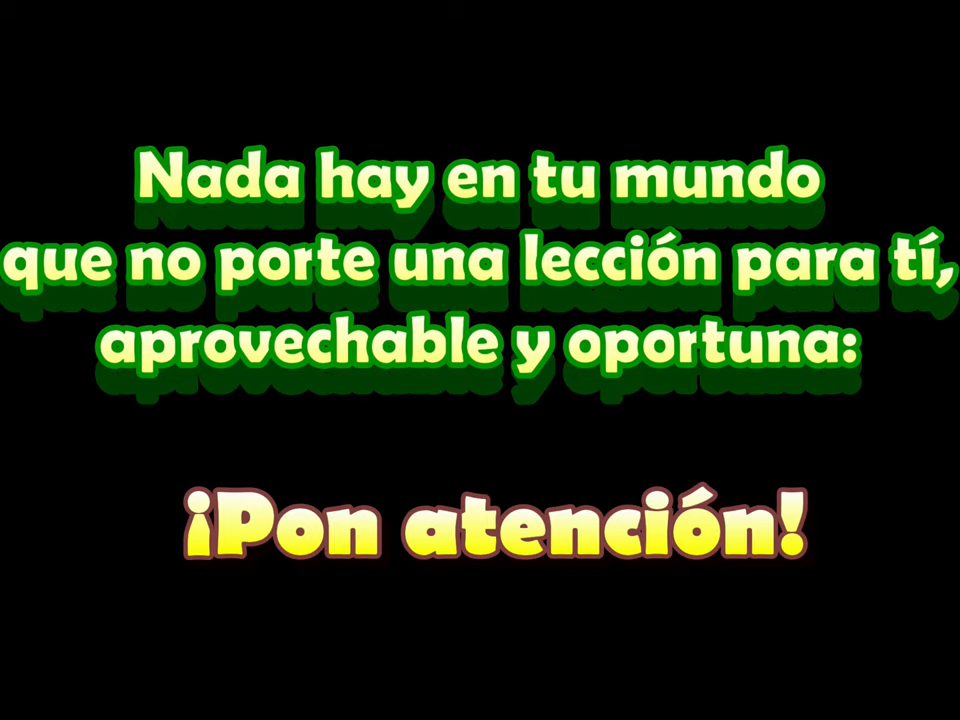 Nada hay en tu mundo
que no porte una lección para tí,
aprovechable y oportuna:
¡Pon atención!